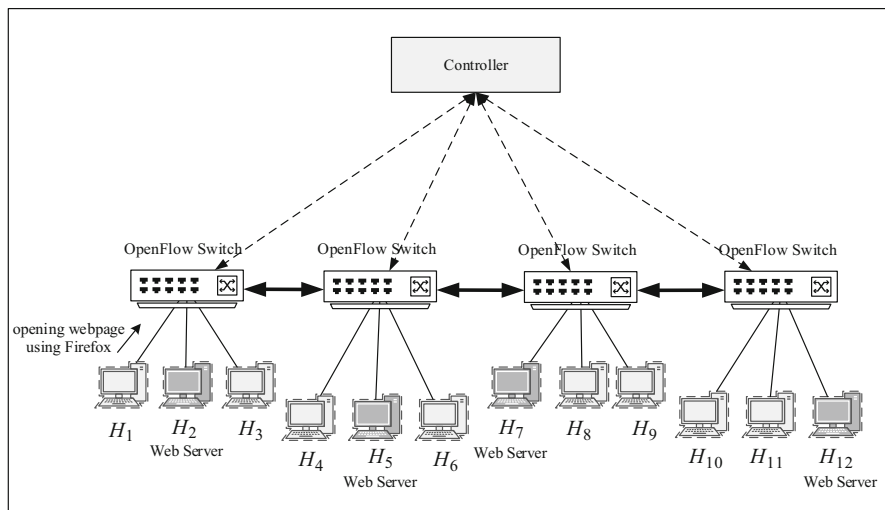 Controller
OpenFlow Switch
OpenFlow Switch
OpenFlow Switch
OpenFlow Switch
opening webpage
using Firefox
H1
H2
H3
Web Server
H4
H5
H6
Web Server
H7
H8
H9
Web Server
H10
H11
H12
Web Server